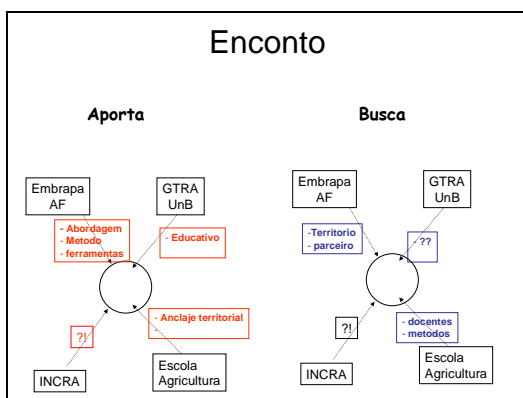 Enconto
Aporta
Busca
Embrapa
AF
GTRA
UnB
- Abordagem
- Metodo
- ferramentas
- Educativo
- Anclaje territorial
-
?!
INCRA
Escola
Agricultura
Embrapa
AF
GTRA
UnB
-Territorio
- parceiro
- ??
?!
- docentes
- metodos
INCRA
Escola
Agricultura